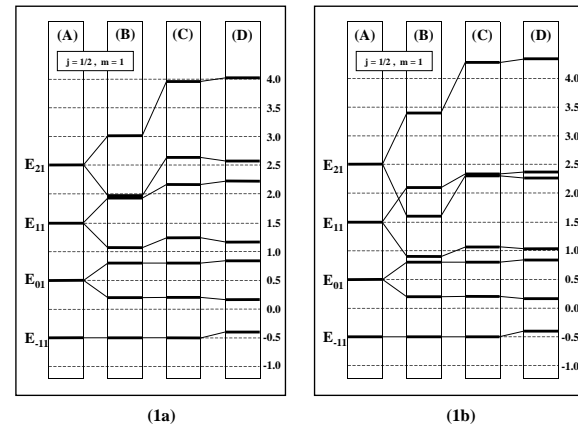 (A) (B) (C) (D)
j = 1/2 , m = 1
4.0
3.5
3.0
E21 2.5
2.0
E11 1.5
1.0
E01 0.5
0.0
E-11 -0.5
-1.0
(1a)
(A) (B) (C) (D)
j = 1/2 , m = 1
4.0
3.5
3.0
E21 2.5
2.0
E11 1.5
1.0
E01 0.5
0.0
E-11 -0.5
-1.0
(1b)